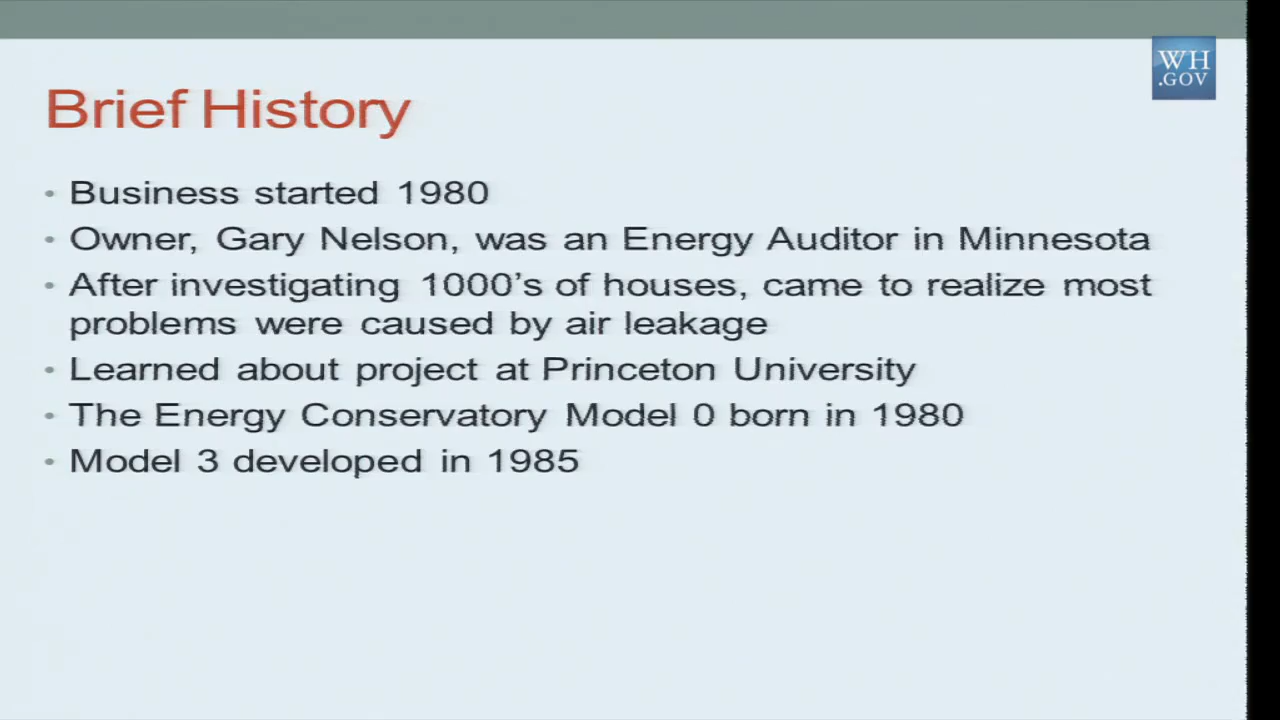 WH
.GOV
Brief History
• Business started 1980
• Owner, Gary Nelson, was an Energy Auditor in Minnesota
• After investigating 1000’s of houses, came to realize most
problems were caused by air leakage
• Learned about project at Princeton University
• The Energy Conservatory Model 0 born in 1980
• Model 3 developed in 1985